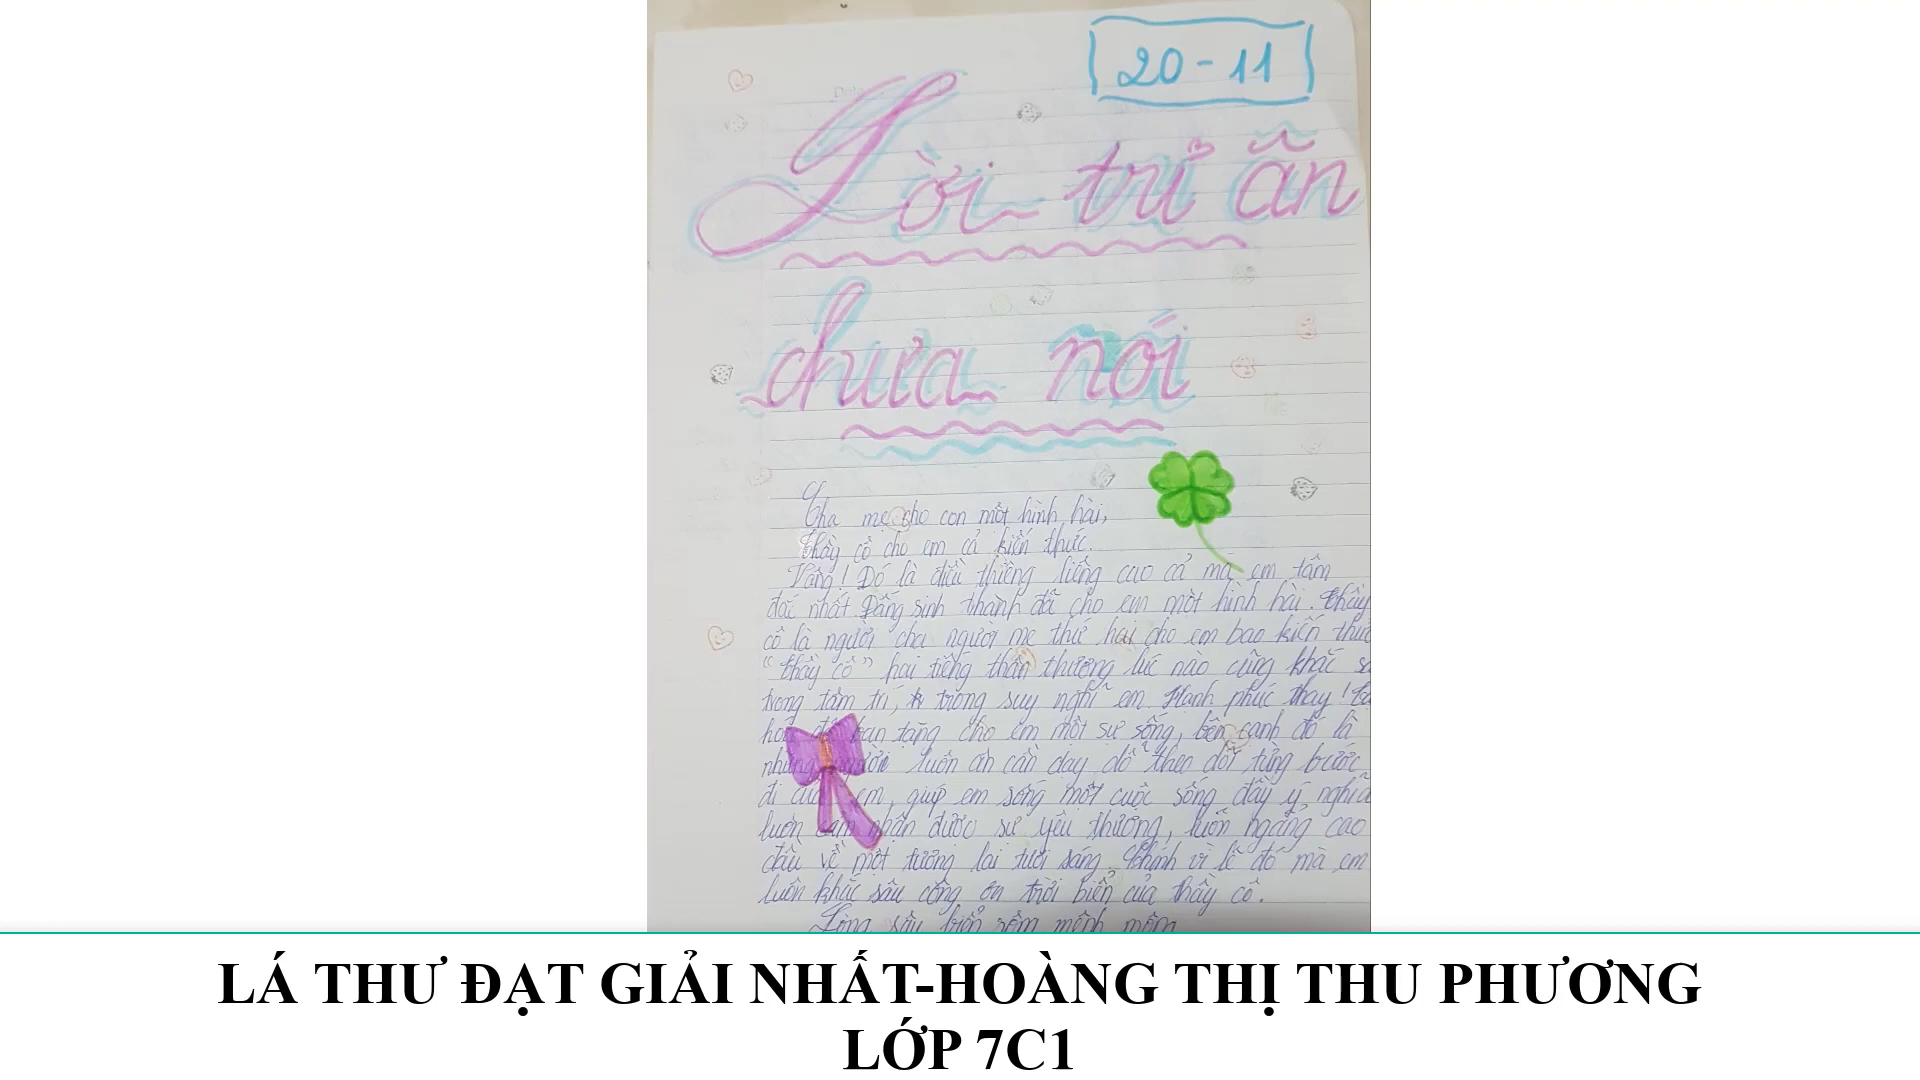 20-11
Lời tri ân
chưa nói
Cha mẹ cho con một hình hài,
Thầy cô cho em cả kiến thức.
Vâng! Đó là điều thiêng liêng cao cả mà em tâm
đắc nhất. Đấng sinh thành đã cho em một hình hài. Thầy
cô là người cha người mẹ thứ hai cho em bao kiến thức
"Thầy cô" hai tiếng thân thương lúc nào cũng khắc
trong tâm trí, trong suy nghĩ em. Hạnh phúc thay!
ban tặng cho em một sự sống, bên cạnh đó là
luôn ân cần dạy dỗ theo dõi từng bước
đi của em, giúp em sống một cuộc sống đầy ý nghĩa
luôn cảm nhận được sự yêu thương, luôn ngẩng cao
đầu về một tương lai tươi sáng. Chính vì lẽ đó mà em
luôn khắc sâu công ơn trời biển của thầy cô.
LÁ THƯ ĐẠT GIẢI NHẤT-HOÀNG THỊ THU PHƯƠNG
LỚP 7C1